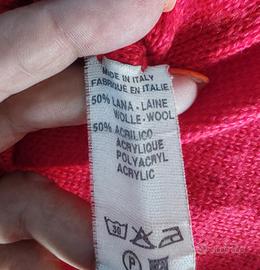 MADE IN ITALY
FABRIQUE EN ITALIE
50% LANA - LAINE
WOLLE - WOOL
50% ACRILICO
ACRYLIQUE
POLYACRYL
ACRYLIC
30
P